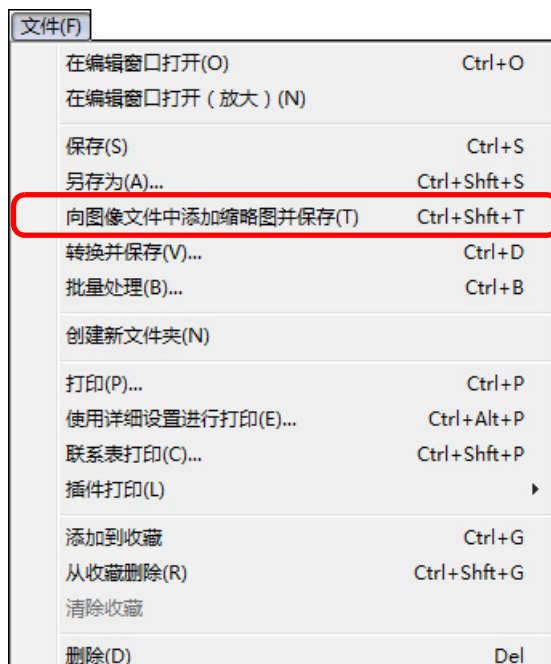 文件(F)
在编辑窗口打开(O) Ctrl+O
在编辑窗口打开（放大）(N)
保存(S) Ctrl+S
另存为(A)... Ctrl+Shft+S
向图像文件中添加缩略图并保存(T) Ctrl+Shft+T
转换并保存(V)... Ctrl+D
批量处理(B)... Ctrl+B
创建新文件夹(N)
打印(P)... Ctrl+P
使用详细设置进行打印(E)... Ctrl+Alt+P
联系表打印(C)... Ctrl+Shft+P
插件打印(L)
添加到收藏 Ctrl+G
从收藏删除(R) Ctrl+Shft+G
清除收藏
删除(D) Del